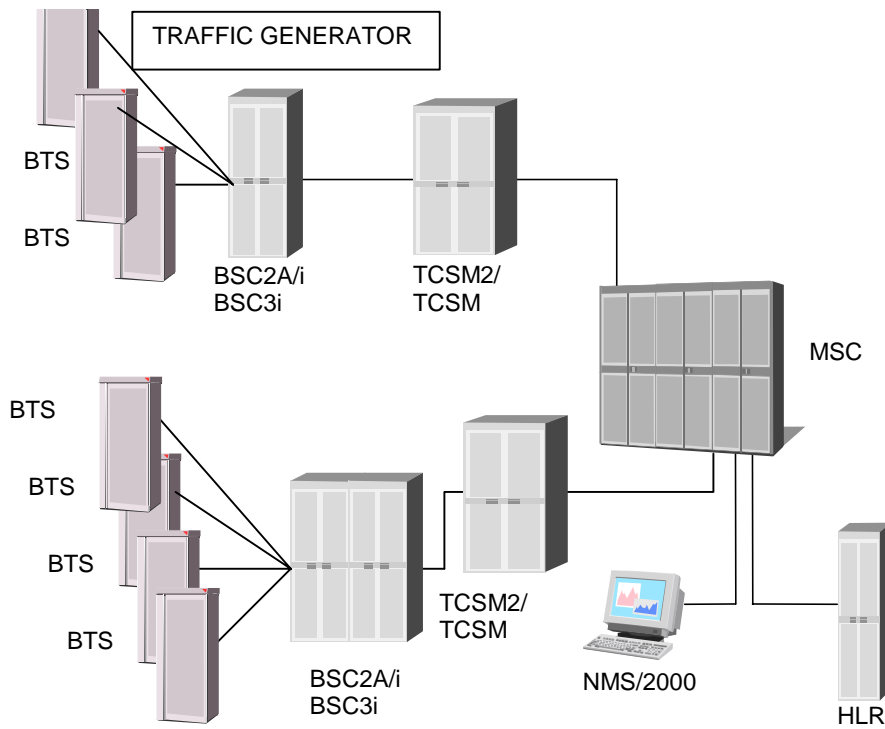 TRAFFIC GENERATOR
BTS
BTS
BSC2A/i
BSC3i
TCSM2/
TCSM
MSC
BTS
BTS
BTS
BTS
BSC2A/i
BSC3i
TCSM2/
TCSM
NMS/2000
HLR